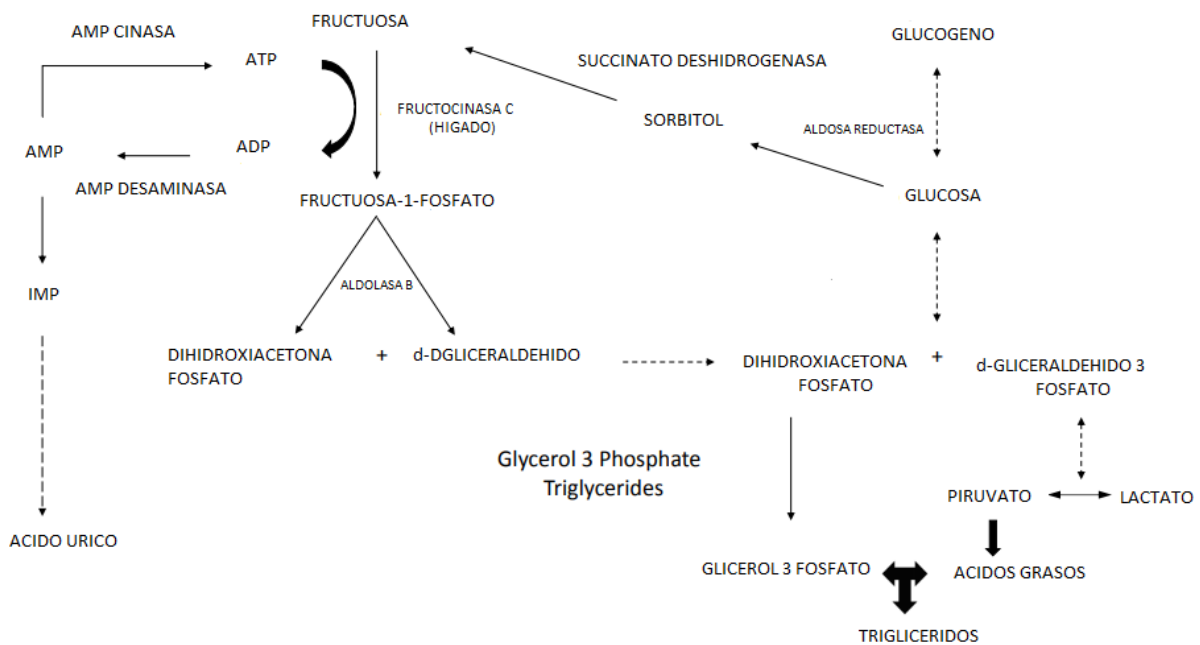 AMP CINASA
FRUCTUOSA
GLUCOGENO
ATP
SUCCINATO DESHIDROGENASA
FRUCTOCINASA C
(HIGADO)
SORBITOL
ALDOSA REDUCTASA
AMP
ADP
AMP DESAMINASA
FRUCTUOSA-1-FOSFATO
GLUCOSA
IMP
ALDOLASA B
DIHIDROXIACETONA
FOSFATO
+
d-DGLICERALDEHIDO
DIHIDROXIACETONA
FOSFATO
+
d-GLICERALDEHIDO 3
FOSFATO
Glycerol 3 Phosphate
Triglycerides
PIRUVATO
LACTATO
ACIDO URICO
GLICEROL 3 FOSFATO
ACIDOS GRASOS
TRIGLICERIDOS